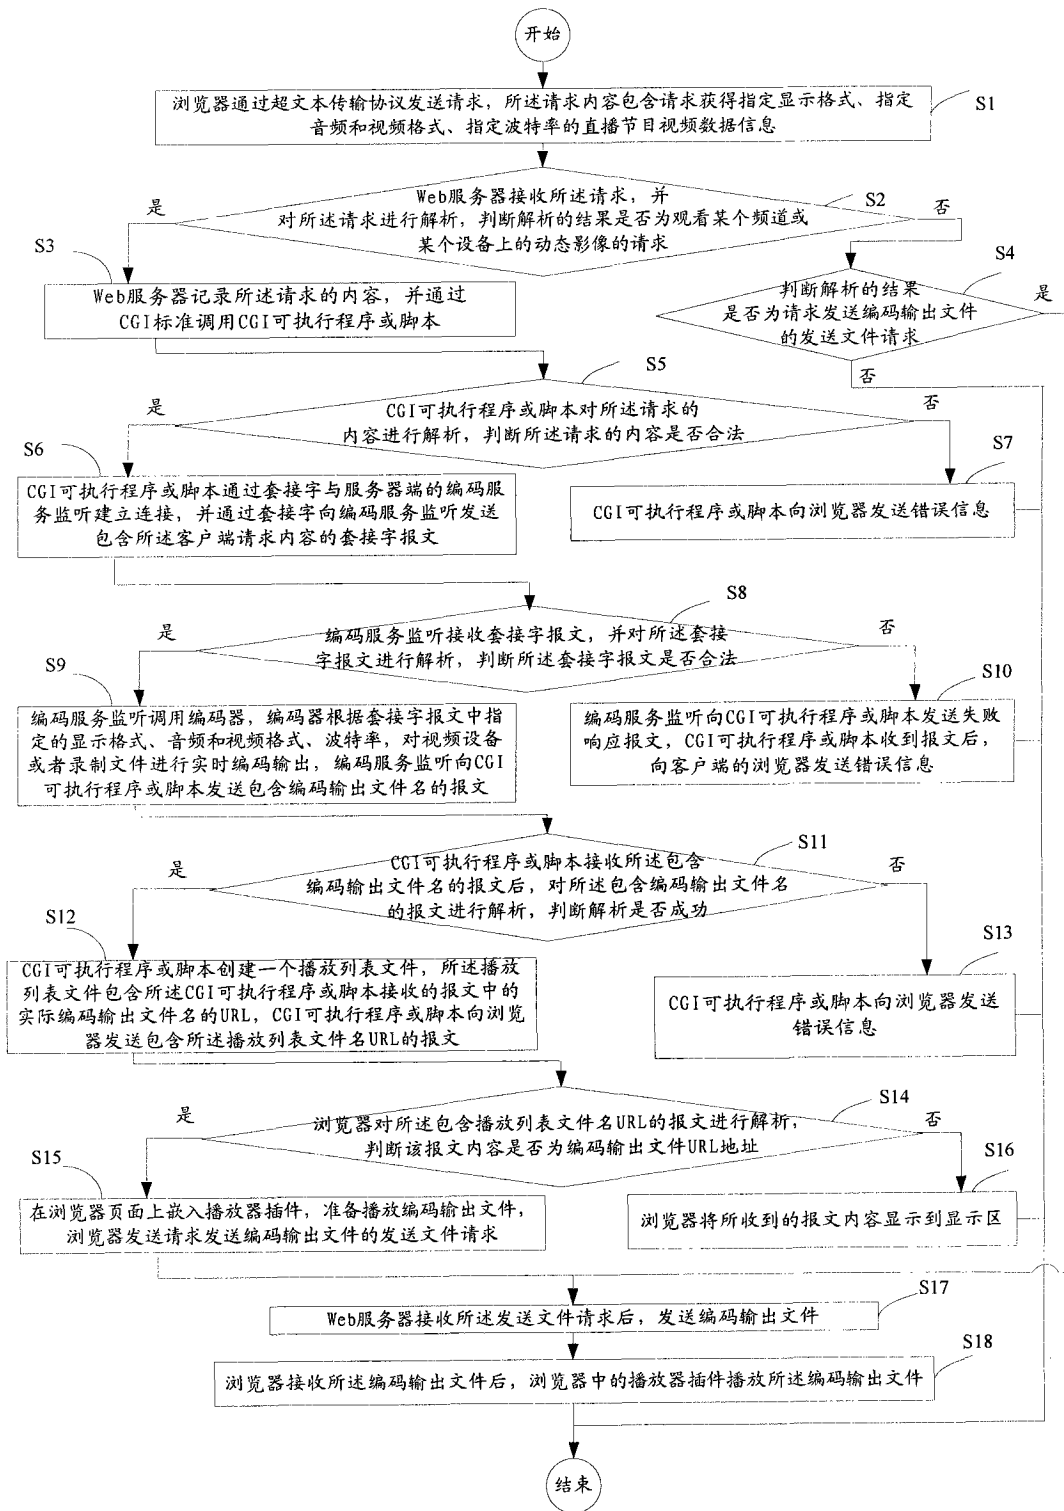 开始
浏览器通过超文本传输协议发送请求，所述请求内容包含请求获得指定显示格式、指定
音频和视频格式、指定波特率的直播节目视频数据信息
S1
Web服务器接收所述请求，并
对所述请求进行解析，判断解析的结果是否为观看某个频道或
某个设备上的动态影像的请求
S2
是
否
S3
Web服务器记录所述请求的内容，并通过
CGI标准调用CGI可执行程序或脚本
S4
判断解析的结果
是否为请求发送编码输出文件
的发送文件请求
是
否
S5
CGI可执行程序或脚本对所述请求的
内容进行解析，判断所述请求的内容是否合法
是
否
S6
CGI可执行程序或脚本通过套接字与服务器端的编码服
务监听建立连接，并通过套接字向编码服务监听发送
包含所述客户端请求内容的套接字报文
S7
CGI可执行程序或脚本向浏览器发送错误信息
S8
编码服务监听接收套接字报文，并对所述套接
字报文进行解析，判断所述套接字报文是否合法
是
否
S9
编码服务监听调用编码器，编码器根据套接字报文中指
定的显示格式、音频和视频格式、波特率，对视频设备
或者录制文件进行实时编码输出，编码服务监听向CGI
可执行程序或脚本发送包含编码输出文件名的报文
S10
编码服务监听向CGI可执行程序或脚本发送失败
响应报文，CGI可执行程序或脚本收到报文后，
向客户端的浏览器发送错误信息
S11
CGI可执行程序或脚本接收所述包含
编码输出文件名的报文后，对所述包含编码输出文件名
的报文进行解析，判断解析是否成功
是
否
S12
CGI可执行程序或脚本创建一个播放列表文件，所述播放
列表文件包含所述CGI可执行程序或脚本接收的报文中的
实际编码输出文件名的URL，CGI可执行程序或脚本向浏览
器发送包含所述播放列表文件名URL的报文
S13
CGI可执行程序或脚本向浏览器发送
错误信息
S14
浏览器对所述包含播放列表文件名URL的报文进行解析，
判断该报文内容是否为编码输出文件URL地址
是
否
S15
在浏览器页面上嵌入播放器插件，准备播放编码输出文件，
浏览器发送请求发送编码输出文件的发送文件请求
S16
浏览器将所收到的报文内容显示到显示区
S17
Web服务器接收所述发送文件请求后，发送编码输出文件
S18
浏览器接收所述编码输出文件后，浏览器中的播放器插件播放所述编码输出文件
结束